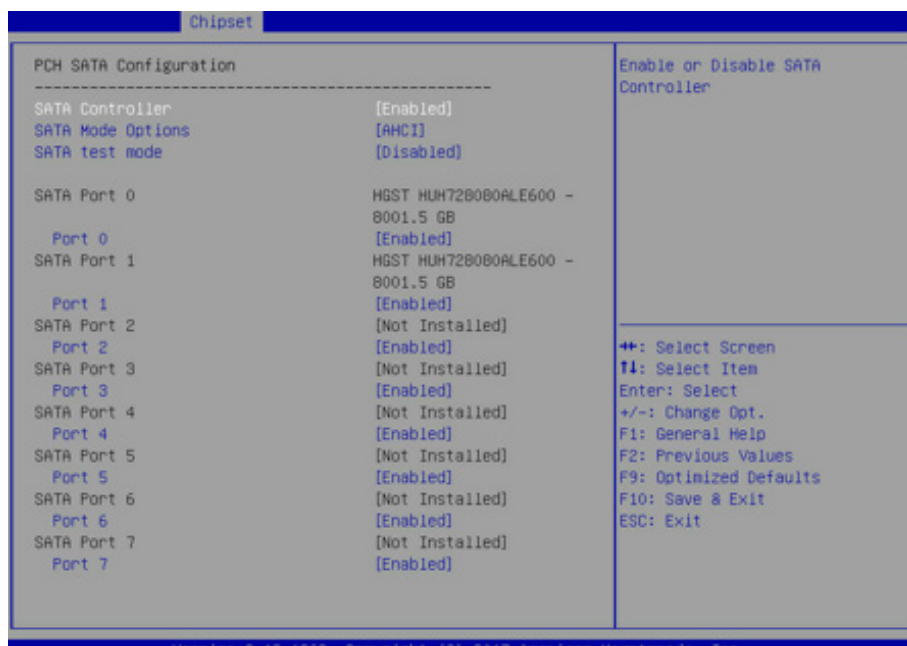 Chipset
PCH SATA Configuration
--------------------------------------------------
SATA Controller [Enabled]
SATA Mode Options [AHCI]
SATA test mode [Disabled]
SATA Port 0 HGST HUH728080ALE600 -
8001.5 GB
Port 0 [Enabled]
SATA Port 1 HGST HUH728080ALE600 -
8001.5 GB
Port 1 [Enabled]
SATA Port 2 [Not Installed]
Port 2 [Enabled]
SATA Port 3 [Not Installed]
Port 3 [Enabled]
SATA Port 4 [Not Installed]
Port 4 [Enabled]
SATA Port 5 [Not Installed]
Port 5 [Enabled]
SATA Port 6 [Not Installed]
Port 6 [Enabled]
SATA Port 7 [Not Installed]
Port 7 [Enabled]
Enable or Disable SATA
Controller
→←: Select Screen
↑↓: Select Item
Enter: Select
+/-: Change Opt.
F1: General Help
F2: Previous Values
F9: Optimized Defaults
F10: Save & Exit
ESC: Exit